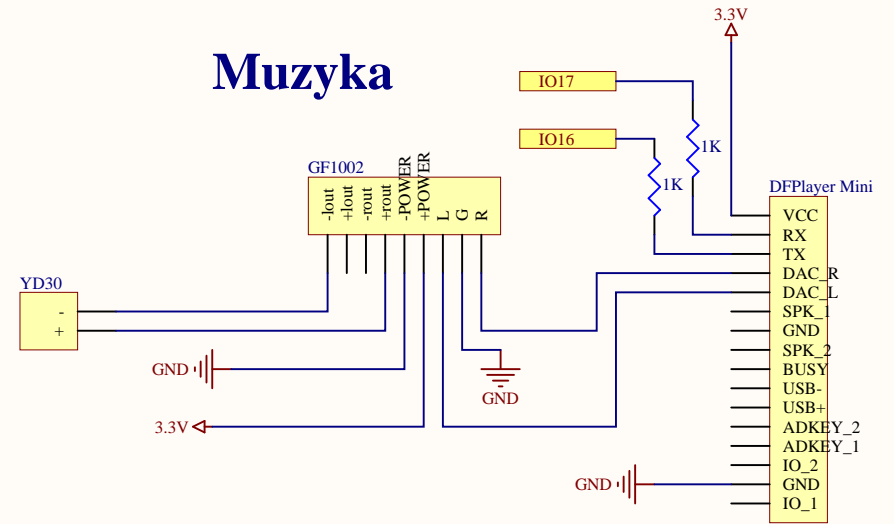 3.3V
Muzyka
IO17
IO16
1K
1K
GF1002
-lout
+lout
-rout
+rout
-POWER
+POWER
L
G
R
DFPlayer Mini
VCC
RX
TX
DAC_R
DAC_L
SPK_1
GND
SPK_2
BUSY
USB-
USB+
ADKEY_2
ADKEY_1
IO_2
GND
IO_1
YD30
-
+
GND
GND
3.3V
GND